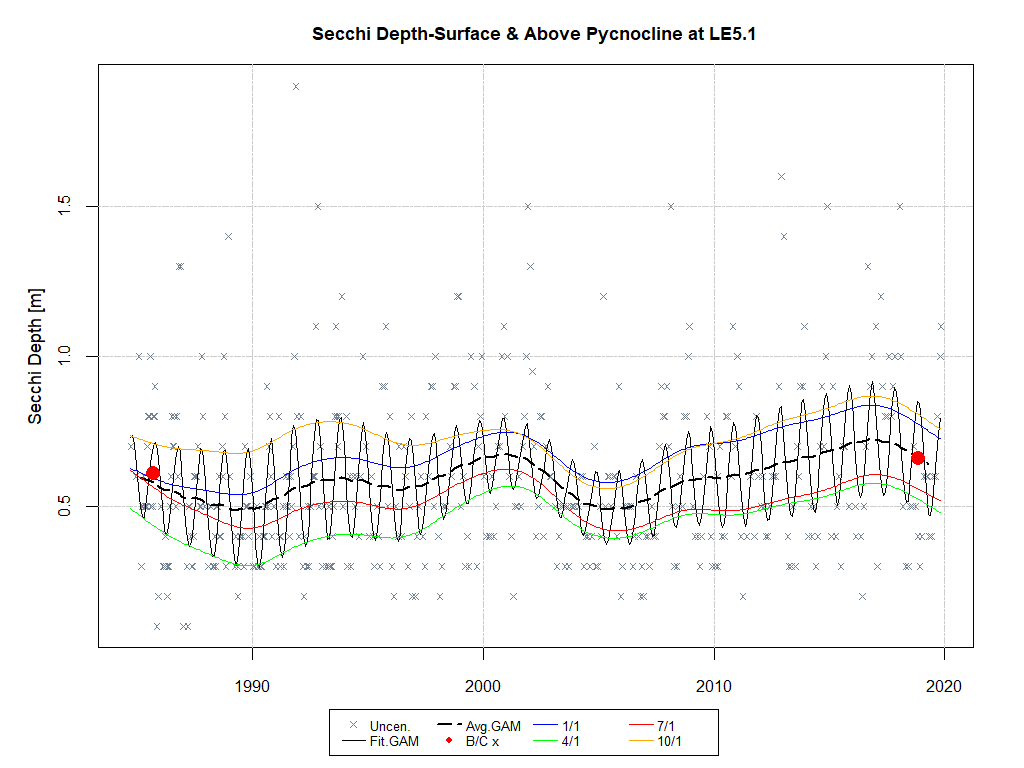 Secchi Depth-Surface & Above Pycnocline at LE5.1
Secchi Depth [m]
1.5
1.0
0.5
1990 2000 2010 2020
Uncen. Avg.GAM 1/1 7/1
Fit.GAM B/C x 4/1 10/1